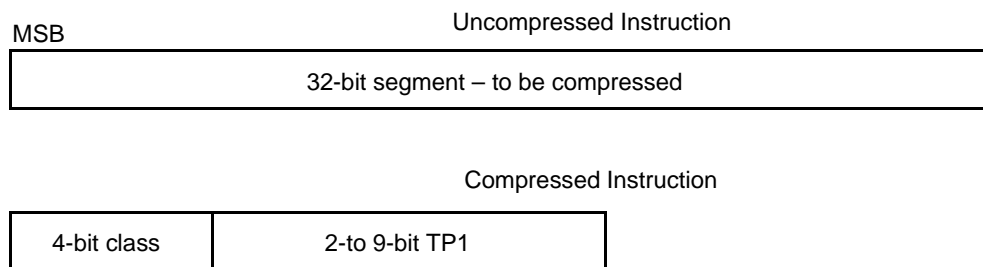 Uncompressed Instruction
MSB
32-bit segment – to be compressed
Compressed Instruction
4-bit class
2-to 9-bit TP1